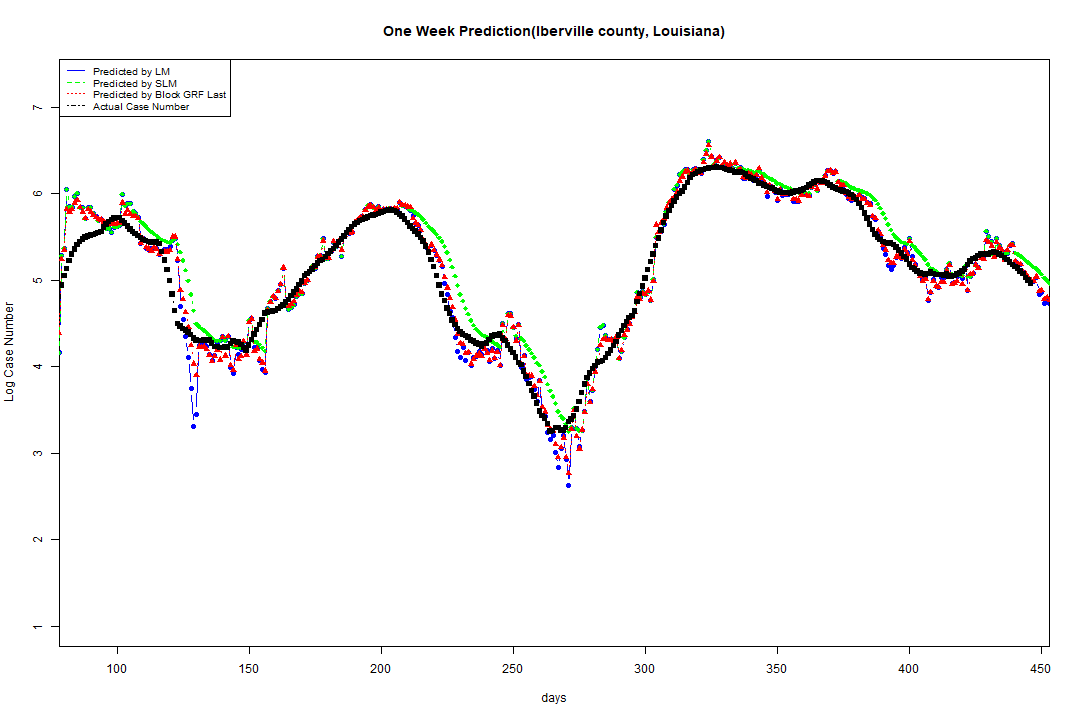 One Week Prediction(Iberville county, Louisiana)
Predicted by LM
Predicted by SLM
Predicted by Block GRF Last
Actual Case Number
7
6
5
4
3
2
1
Log Case Number
100 150 200 250 300 350 400 450
days